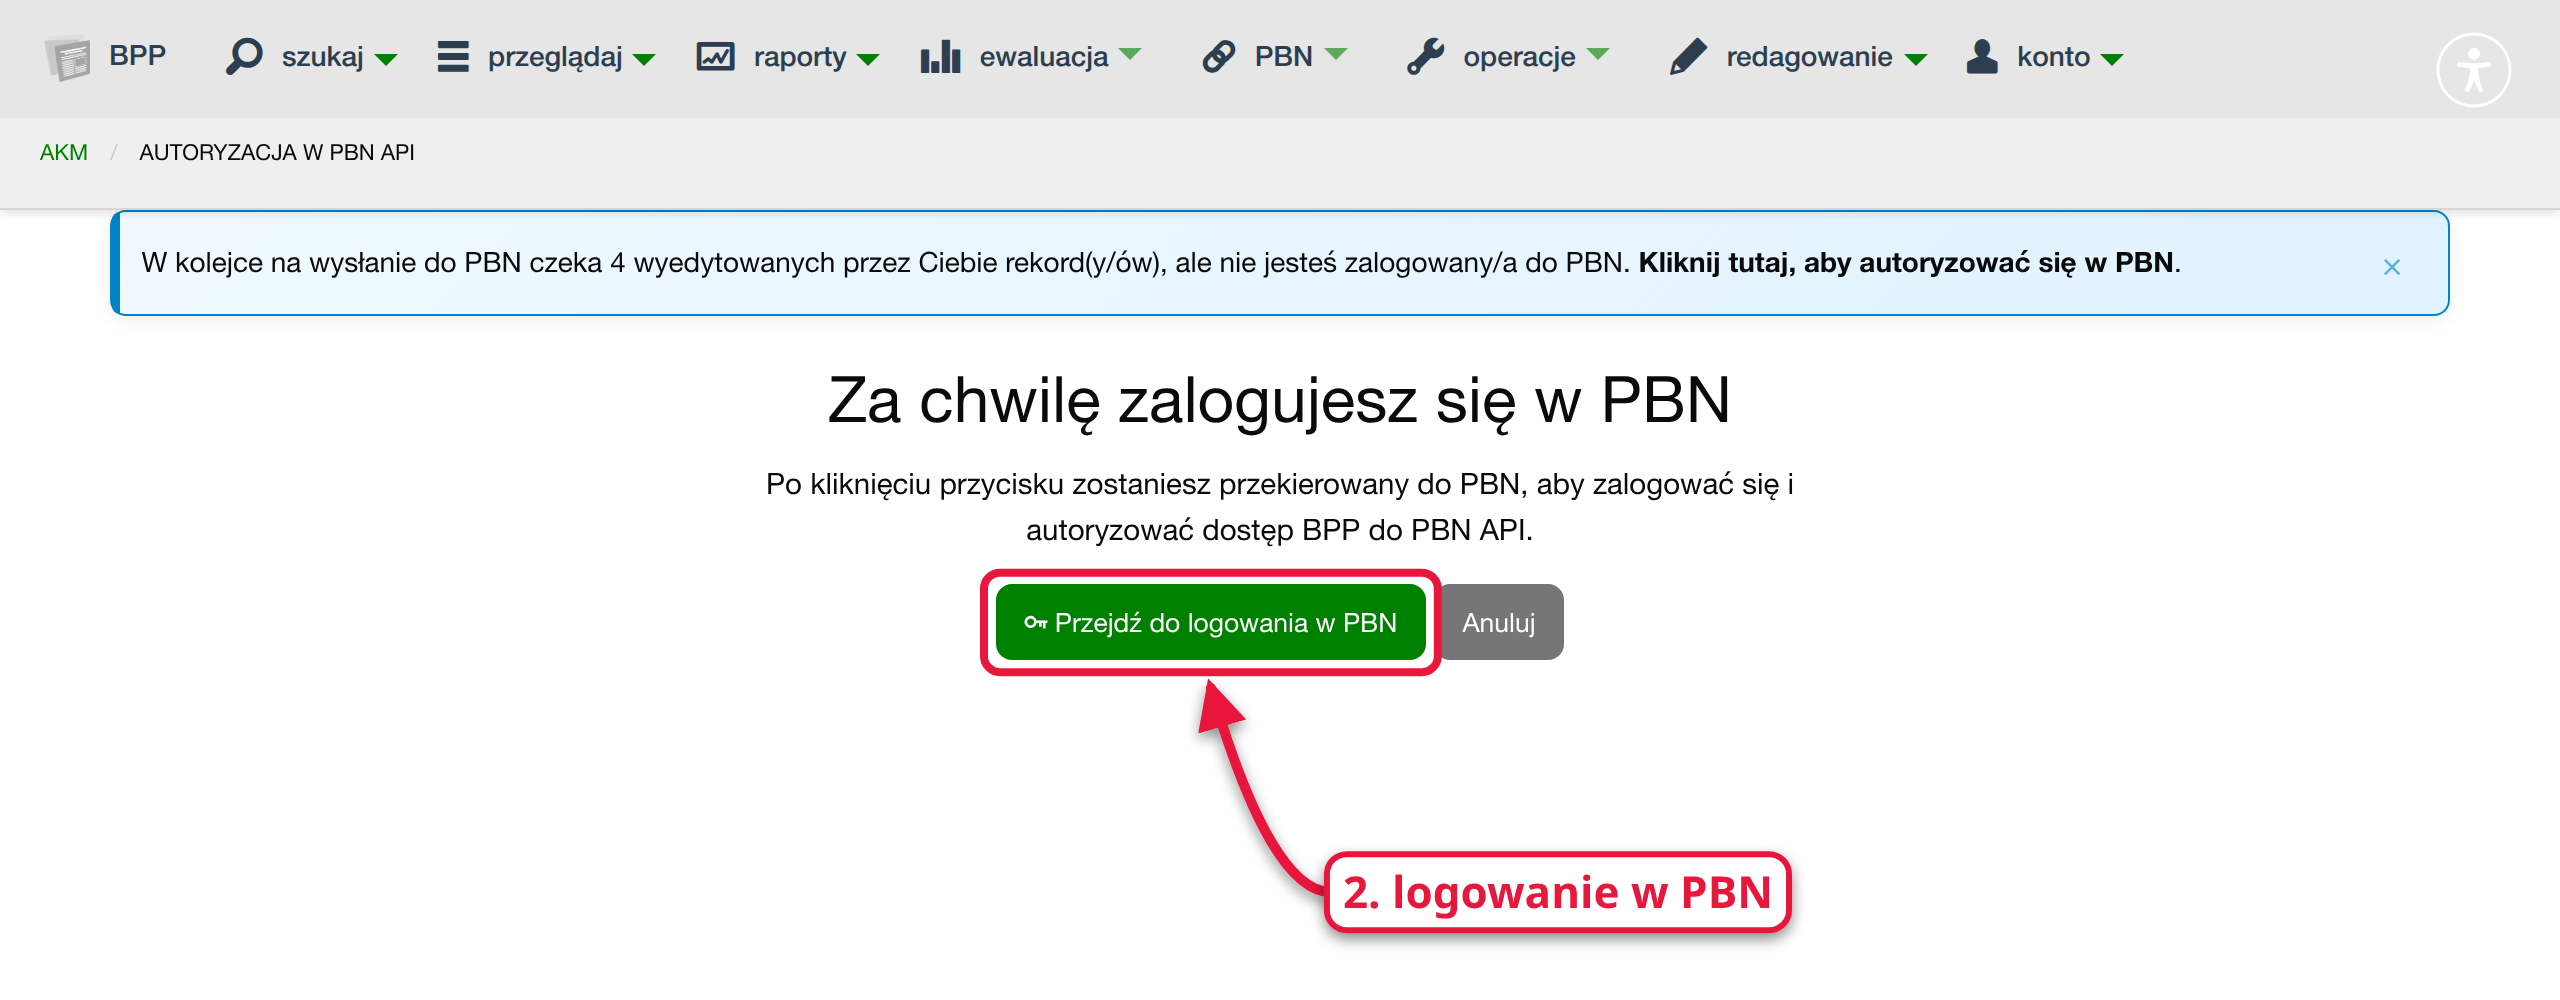 BPP szukaj przeglądaj raporty ewaluacja PBN operacje redagowanie konto
AKM / AUTORYZACJA W PBN API
W kolejce na wysłanie do PBN czeka 4 wyedytowanych przez Ciebie rekord(y/ów), ale nie jesteś zalogowany/a do PBN. Kliknij tutaj, aby autoryzować się w PBN. ×
Za chwilę zalogujesz się w PBN
Po kliknięciu przycisku zostaniesz przekierowany do PBN, aby zalogować się i
autoryzować dostęp BPP do PBN API.
Przejdź do logowania w PBN Anuluj
2. logowanie w PBN